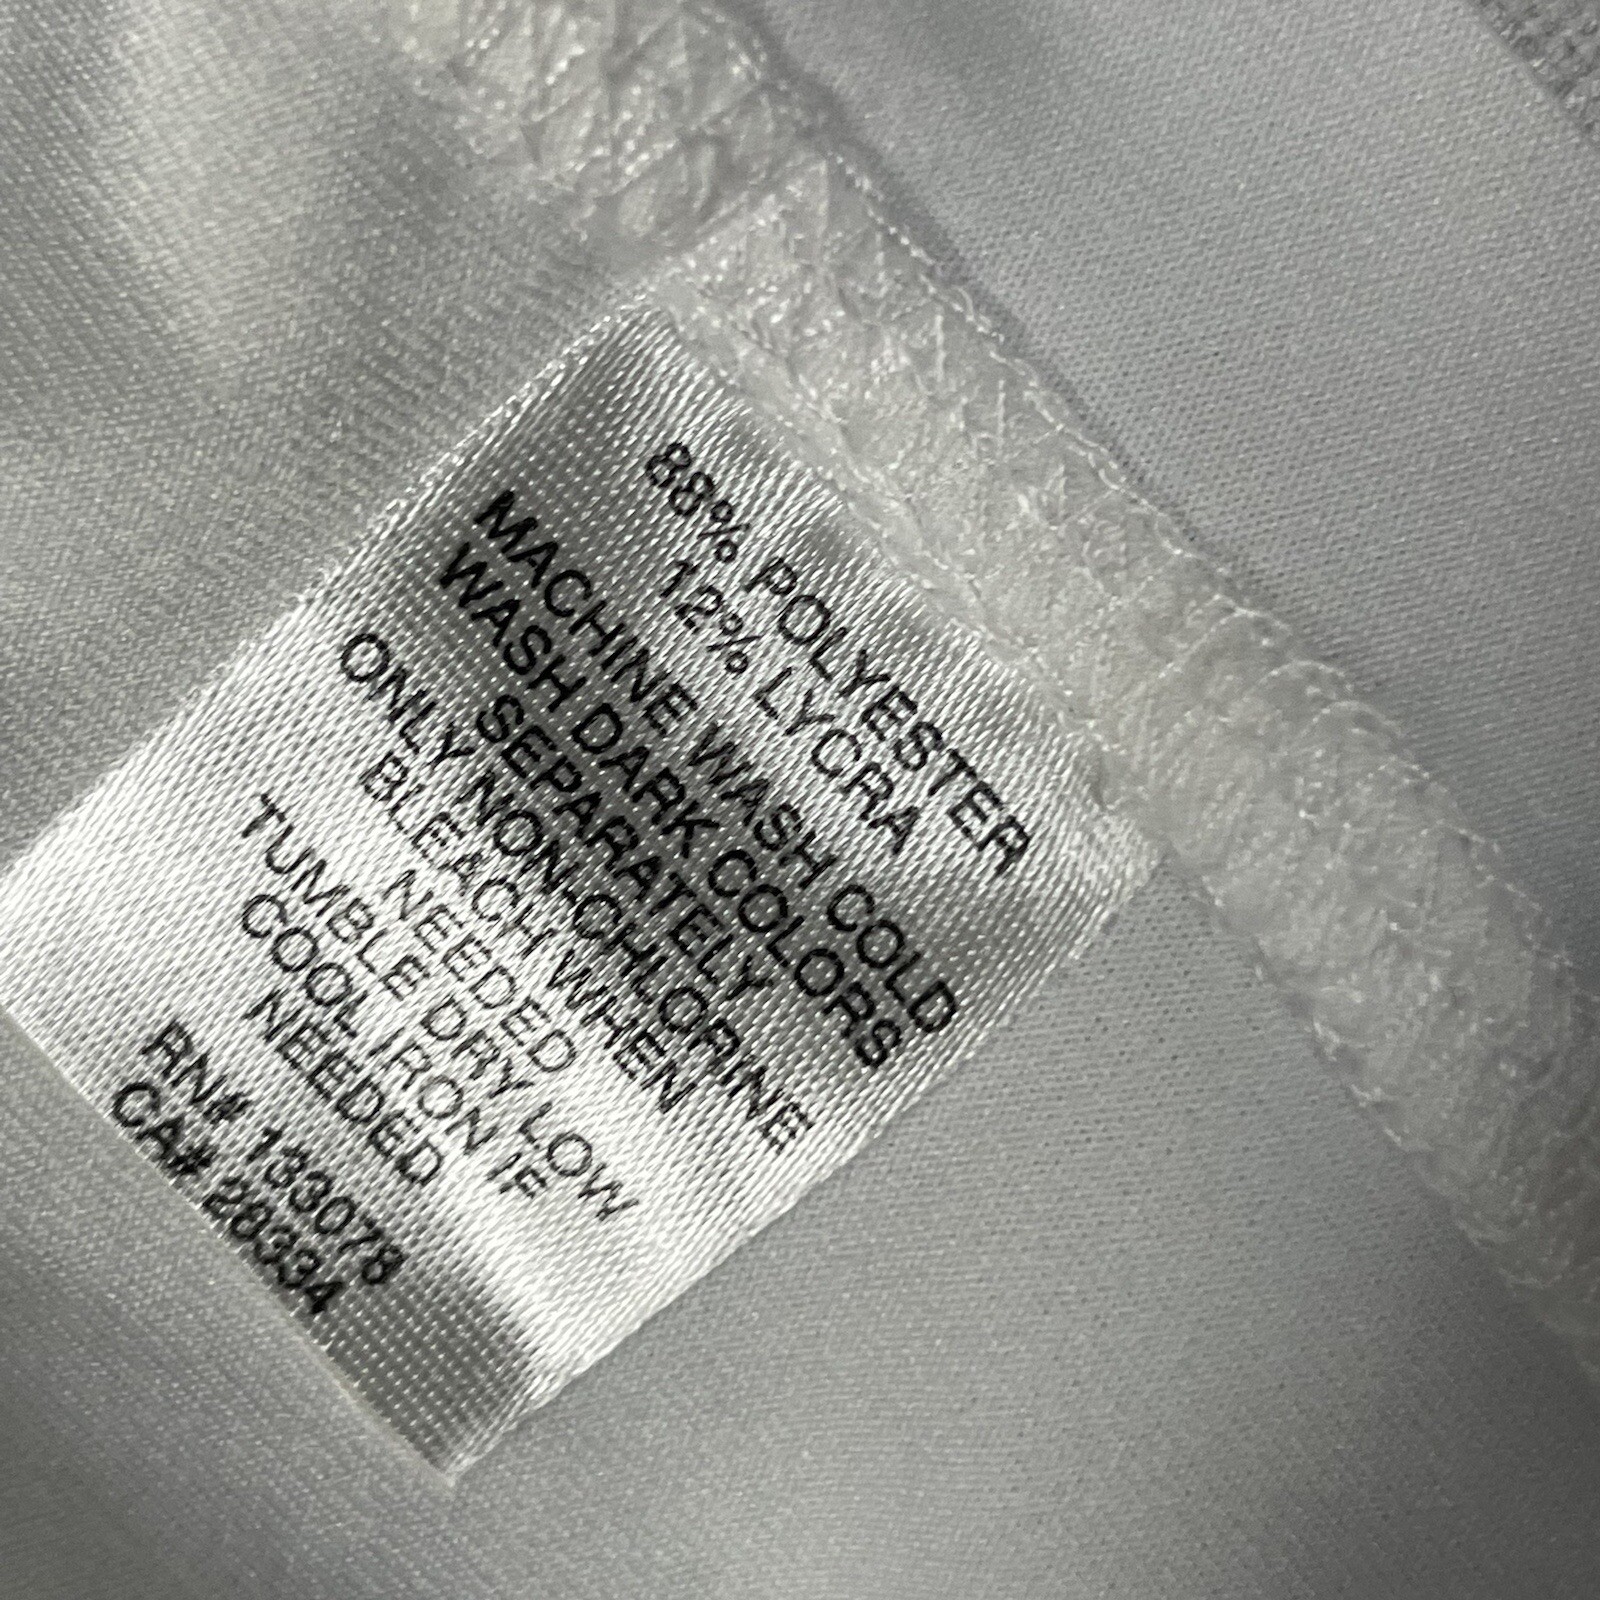 88% POLYESTER
12% LYCRA
MACHINE WASH COLD
WASH DARK COLORS
SEPARATELY
ONLY NON-CHLORINE
BLEACH WHEN
NEEDED
TUMBLE DRY LOW
COOL IRON IF
NEEDED
RN# 133078
CA# 20334